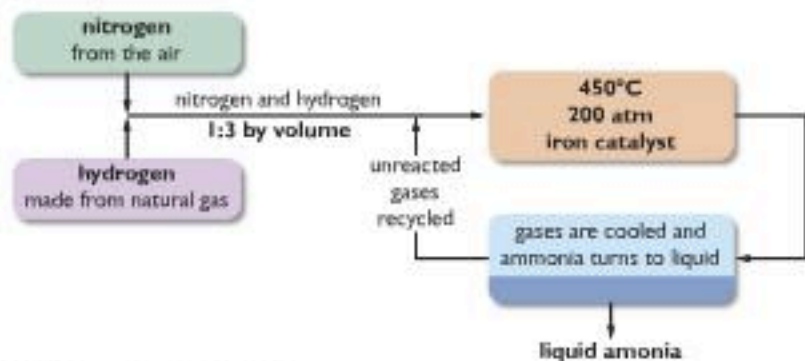 nitrogen
from the air
nitrogen and hydrogen
1:3 by volume
hydrogen
made from natural gas
450°C
200 atm
iron catalyst
unreacted
gases
recycled
gases are cooled and
ammonia turns to liquid
liquid amonia